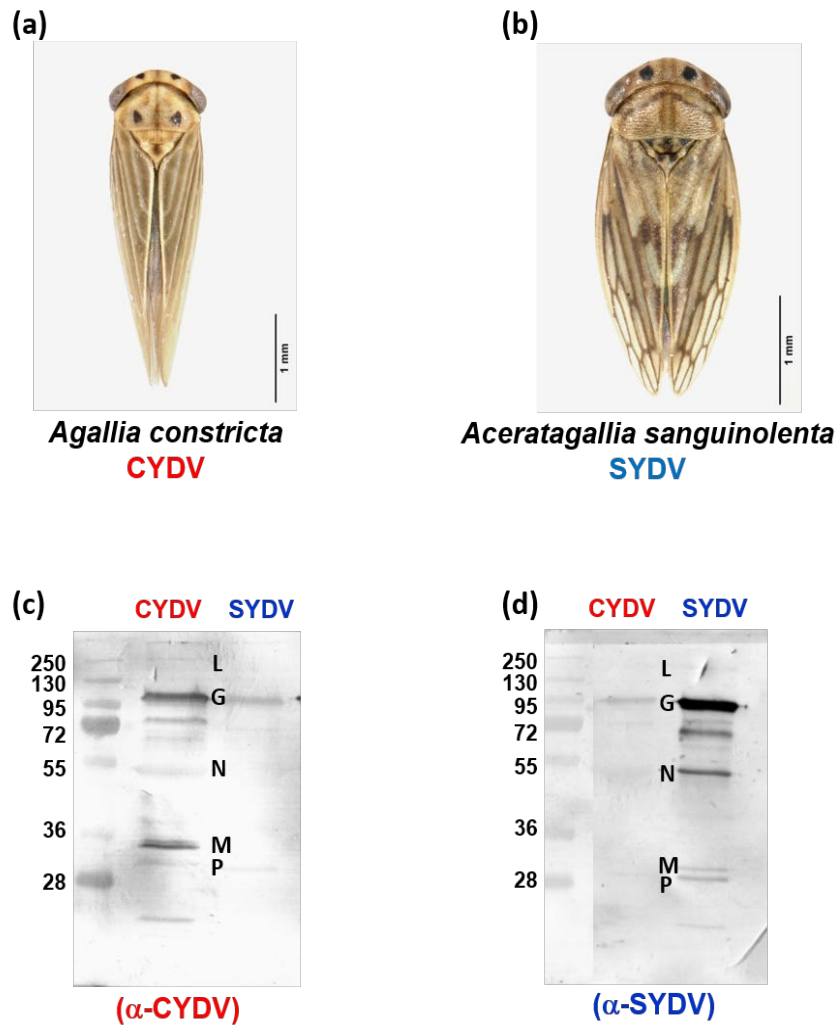 (a)
(b)
1 mm
1 mm
Agallia constricta
Aceratagallia sanguinolenta
CYDV
SYDV
(c)
(d)
CYDV SYDV
CYDV SYDV
250
130
95
72
55
36
28
L
G
N
M
P
250
130
95
72
55
36
28
L
G
N
M
P
(α-CYDV)
(α-SYDV)